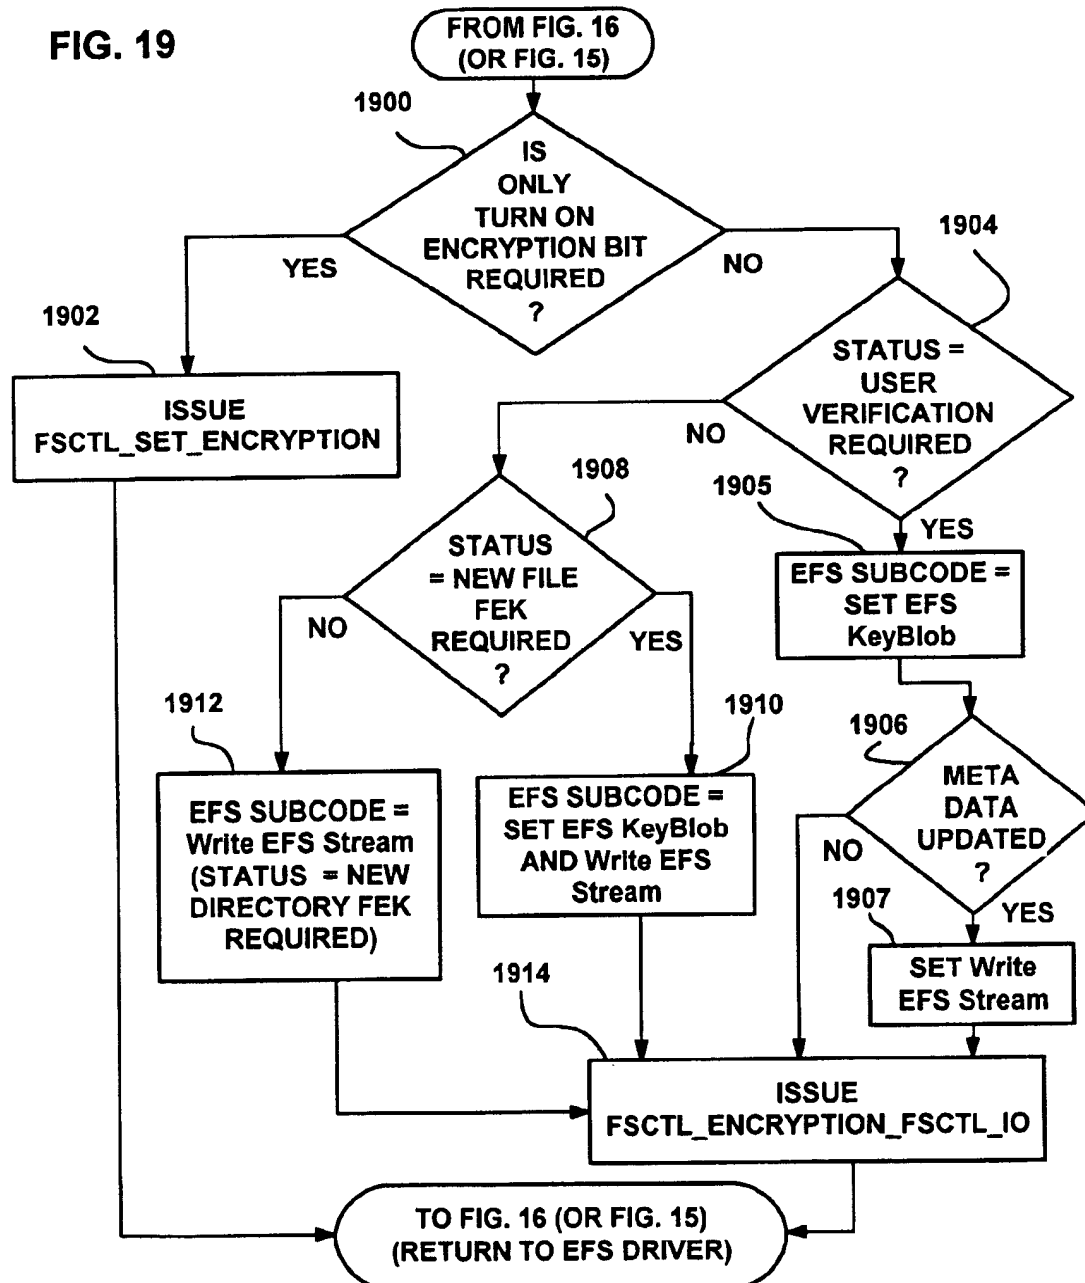 FIG. 19
FROM FIG. 16
(OR FIG. 15)
1900
IS
ONLY
TURN ON
ENCRYPTION BIT
REQUIRED
?
YES
NO
1902
ISSUE
FSCTL_SET_ENCRYPTION
1904
STATUS =
USER
VERIFICATION
REQUIRED
?
NO
YES
1905
EFS SUBCODE =
SET EFS
KeyBlob
1908
STATUS
= NEW FILE
FEK
REQUIRED
?
NO
YES
1912
EFS SUBCODE =
Write EFS Stream
(STATUS = NEW
DIRECTORY FEK
REQUIRED)
1910
EFS SUBCODE =
SET EFS KeyBlob
AND Write EFS
Stream
1906
META
DATA
UPDATED
?
NO
YES
1907
SET Write
EFS Stream
1914
ISSUE
FSCTL_ENCRYPTION_FSCTL_IO
TO FIG. 16 (OR FIG. 15)
(RETURN TO EFS DRIVER)